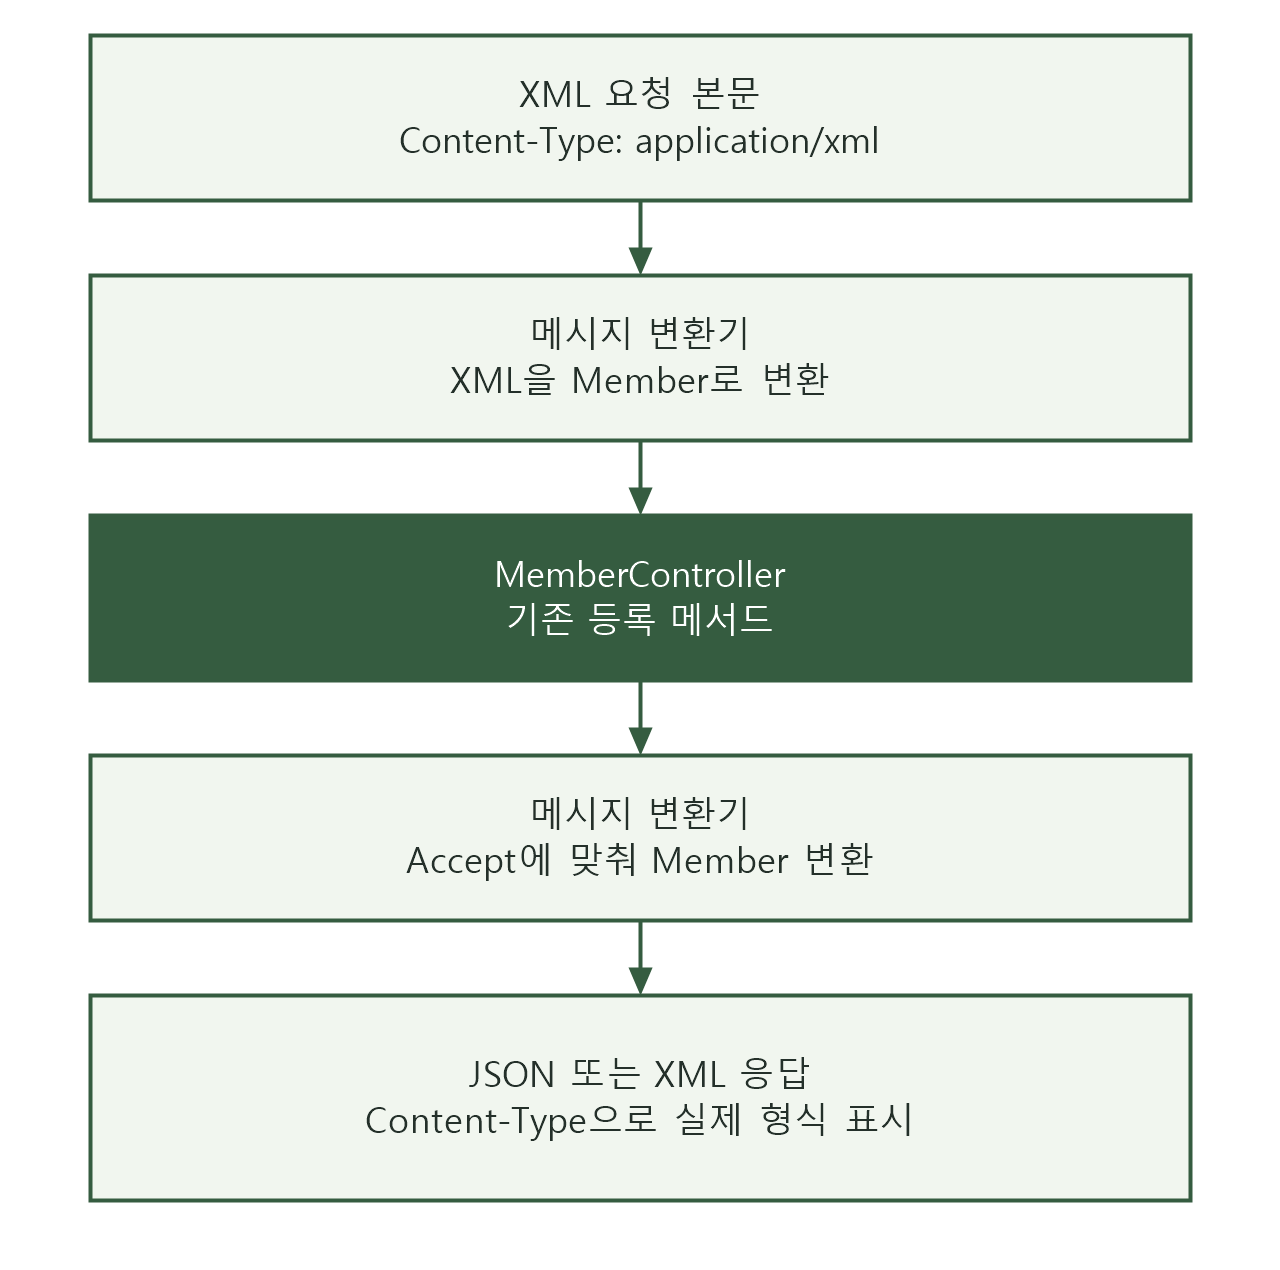 XML 요청 본문
Content-Type: application/xml
메시지 변환기
XML을 Member로 변환
MemberController
기존 등록 메서드
메시지 변환기
Accept에 맞춰 Member 변환
JSON 또는 XML 응답
Content-Type으로 실제 형식 표시